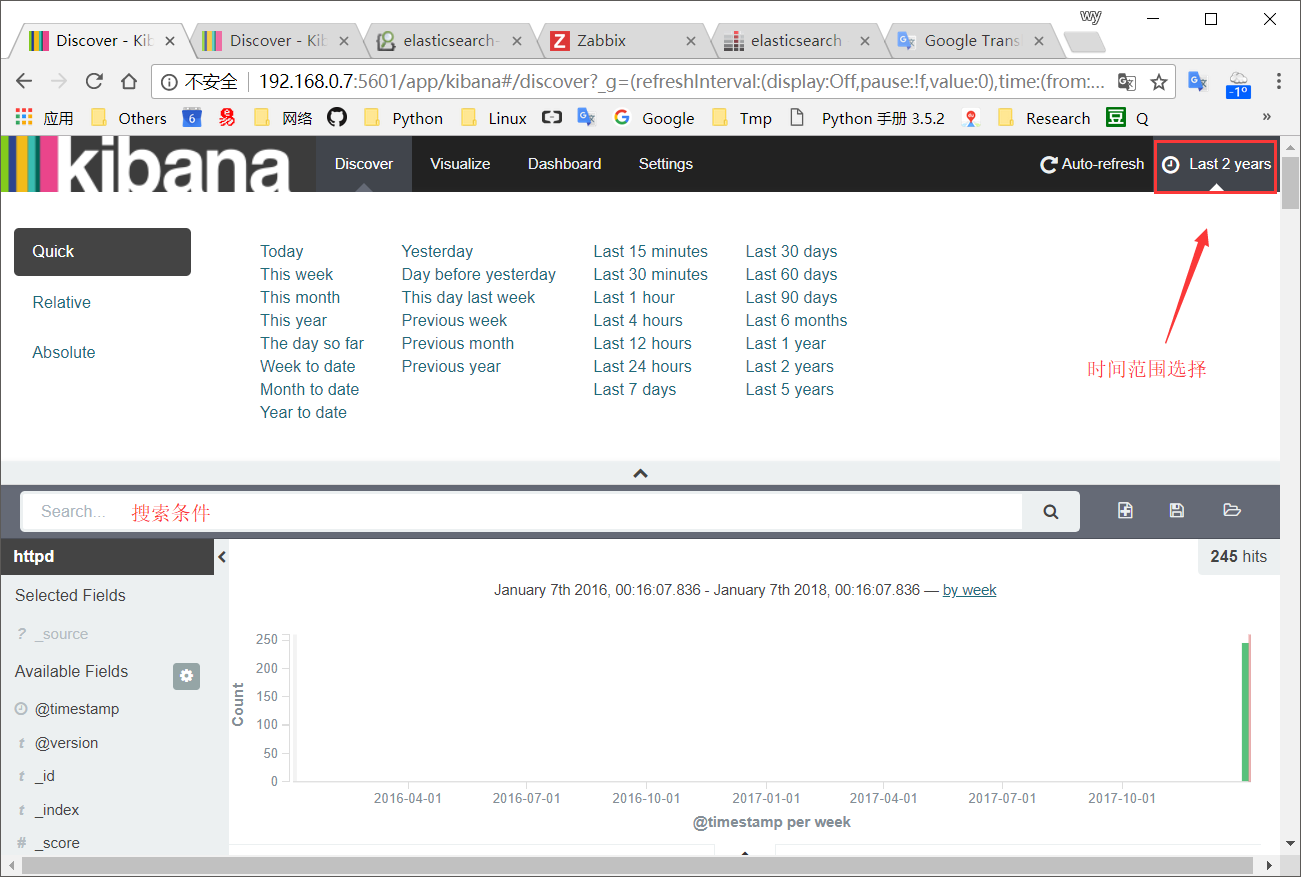 wy
Discover - Kib
Discover - Kib
elasticsearch-
Zabbix
elasticsearch
Google Trans
不安全
192.168.0.7:5601/app/kibana#/discover?_g=(refreshInterval:(display:Off,pause:!f,value:0),time:(from:...
-1°
应用
Others
6
网络
Python
Linux
Google
Tmp
Python 手册 3.5.2
Research
豆
Q
»
kibana
Discover
Visualize
Dashboard
Settings
Auto-refresh
Last 2 years
Quick
Relative
Absolute
Today
This week
This month
This year
The day so far
Week to date
Month to date
Year to date
Yesterday
Day before yesterday
This day last week
Previous week
Previous month
Previous year
Last 15 minutes
Last 30 minutes
Last 1 hour
Last 4 hours
Last 12 hours
Last 24 hours
Last 7 days
Last 30 days
Last 60 days
Last 90 days
Last 6 months
Last 1 year
Last 2 years
Last 5 years
时间范围选择
Search...
搜索条件
httpd
245 hits
Selected Fields
? _source
Available Fields
@timestamp
t @version
t _id
t _index
# _score
January 7th 2016, 00:16:07.836 - January 7th 2018, 00:16:07.836 — by week
Count
250
200
150
100
50
0
2016-04-01
2016-07-01
2016-10-01
2017-01-01
2017-04-01
2017-07-01
2017-10-01
@timestamp per week